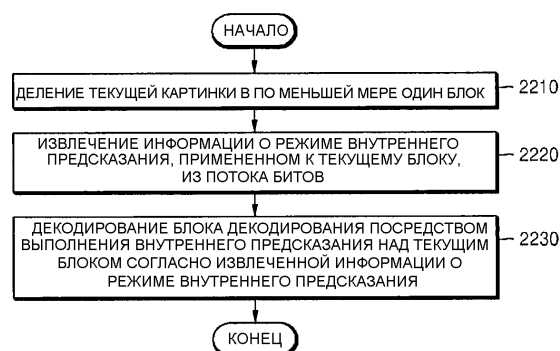 НАЧАЛО
ДЕЛЕНИЕ ТЕКУЩЕЙ КАРТИНКИ В ПО МЕНЬШЕЙ МЕРЕ ОДИН БЛОК
2210
ИЗВЛЕЧЕНИЕ ИНФОРМАЦИИ О РЕЖИМЕ ВНУТРЕННЕГО
ПРЕДСКАЗАНИЯ, ПРИМЕНЕННОМ К ТЕКУЩЕМУ БЛОКУ,
ИЗ ПОТОКА БИТОВ
2220
ДЕКОДИРОВАНИЕ БЛОКА ДЕКОДИРОВАНИЯ ПОСРЕДСТВОМ
ВЫПОЛНЕНИЯ ВНУТРЕННЕГО ПРЕДСКАЗАНИЯ НАД ТЕКУЩИМ
БЛОКОМ СОГЛАСНО ИЗВЛЕЧЕННОЙ ИНФОРМАЦИИ О
РЕЖИМЕ ВНУТРЕННЕГО ПРЕДСКАЗАНИЯ
2230
КОНЕЦ